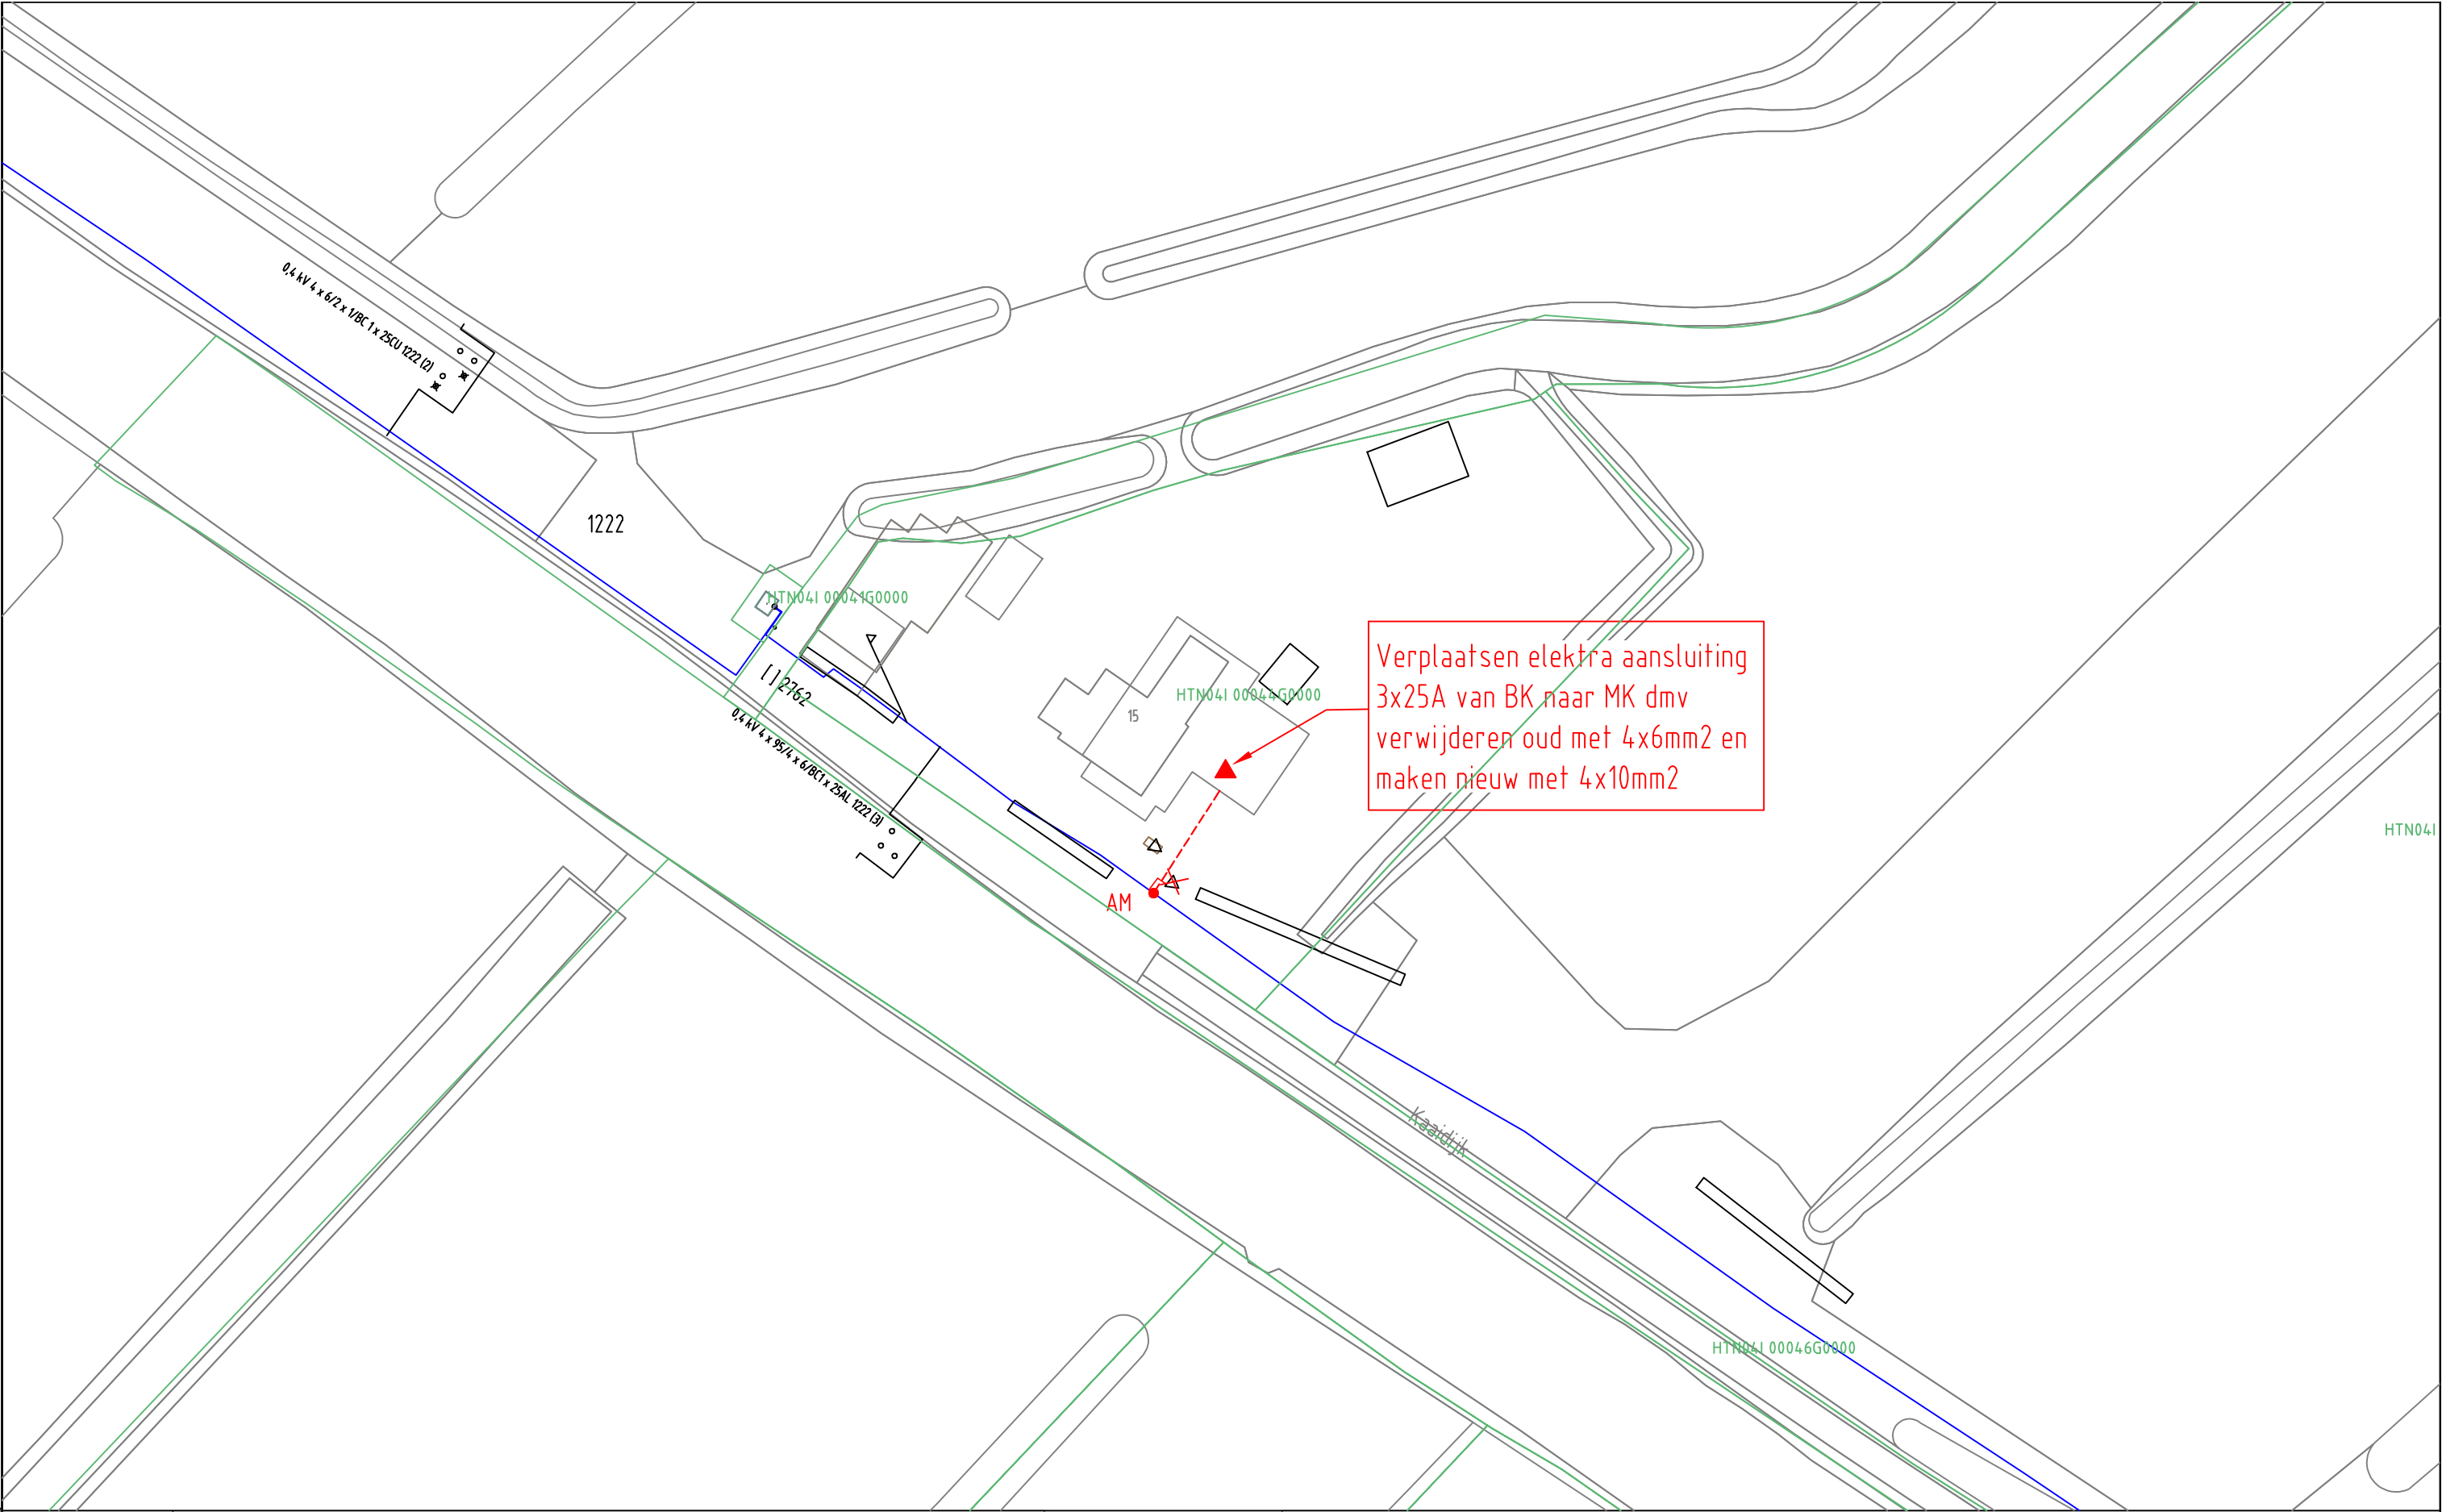 0,4 kV 4 x 6/2 x 1/BC 1 x 25CU 1222 (2)
1222
HTN04I 00041G0000
[ ] 2762
0,4 kV 4 x 95/4 x 6/BC1 x 25AL 1222 (3)
15
HTN04I 00044G0000
Verplaatsen elektra aansluiting
3x25A van BK naar MK dmv
verwijderen oud met 4x6mm2 en
maken nieuw met 4x10mm2
HTN04I
AM
Kaaidijk
HTN04I 00046G0000